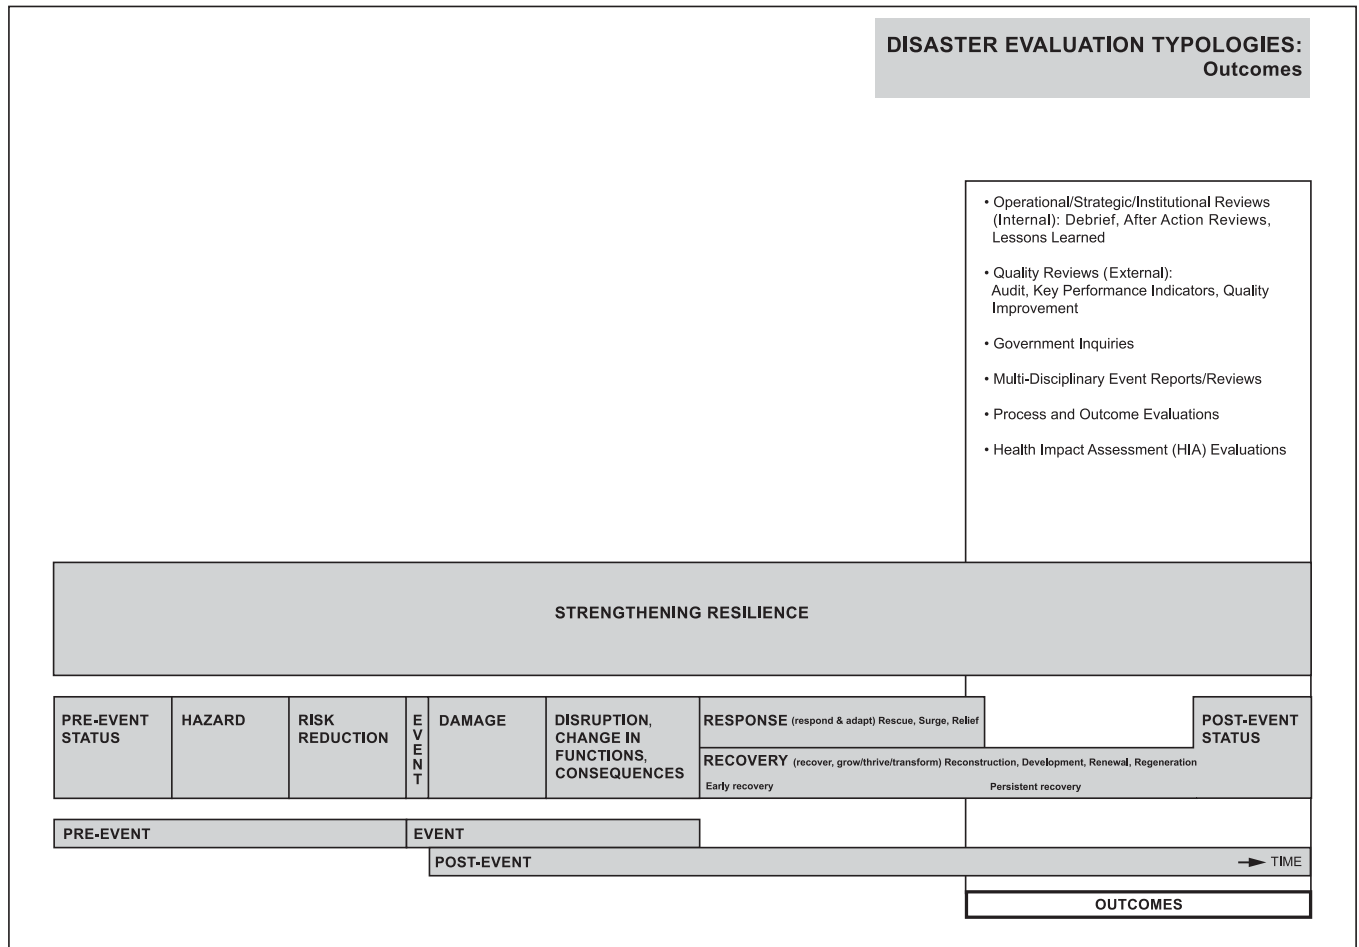 DISASTER EVALUATION TYPOLOGIES:
Outcomes
• Operational/Strategic/Institutional Reviews
(Internal): Debrief, After Action Reviews,
Lessons Learned
• Quality Reviews (External):
Audit, Key Performance Indicators, Quality
Improvement
• Government Inquiries
• Multi-Disciplinary Event Reports/Reviews
• Process and Outcome Evaluations
• Health Impact Assessment (HIA) Evaluations
STRENGTHENING RESILIENCE
PRE-EVENT
STATUS
HAZARD
RISK
REDUCTION
EVENT
DAMAGE
DISRUPTION,
CHANGE IN
FUNCTIONS,
CONSEQUENCES
RESPONSE (respond & adapt) Rescue, Surge, Relief
RECOVERY (recover, grow/thrive/transform) Reconstruction, Development, Renewal, Regeneration
Early recovery
Persistent recovery
POST-EVENT
STATUS
PRE-EVENT
EVENT
POST-EVENT
TIME
OUTCOMES